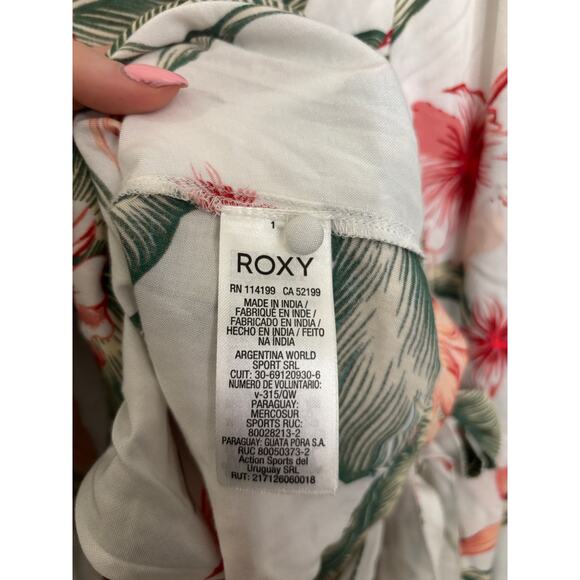 1
ROXY
RN 114199 CA 52199
MADE IN INDIA /
FABRIQUÉ EN INDE /
FABRICADO EN INDIA /
HECHO EN INDIA / FEITO
NA ÍNDIA
ARGENTINA WORLD
SPORT SRL
CUIT: 30-69120930-6
NUMERO DE VOLUNTARIO:
v-315/QW
PARAGUAY:
MERCOSUR
SPORTS RUC:
80028213-2
PARAGUAY: GUATA PORA S.A.
RUC 80050373-2
Action Sports del
Uruguay SRL
RUT: 217126060018